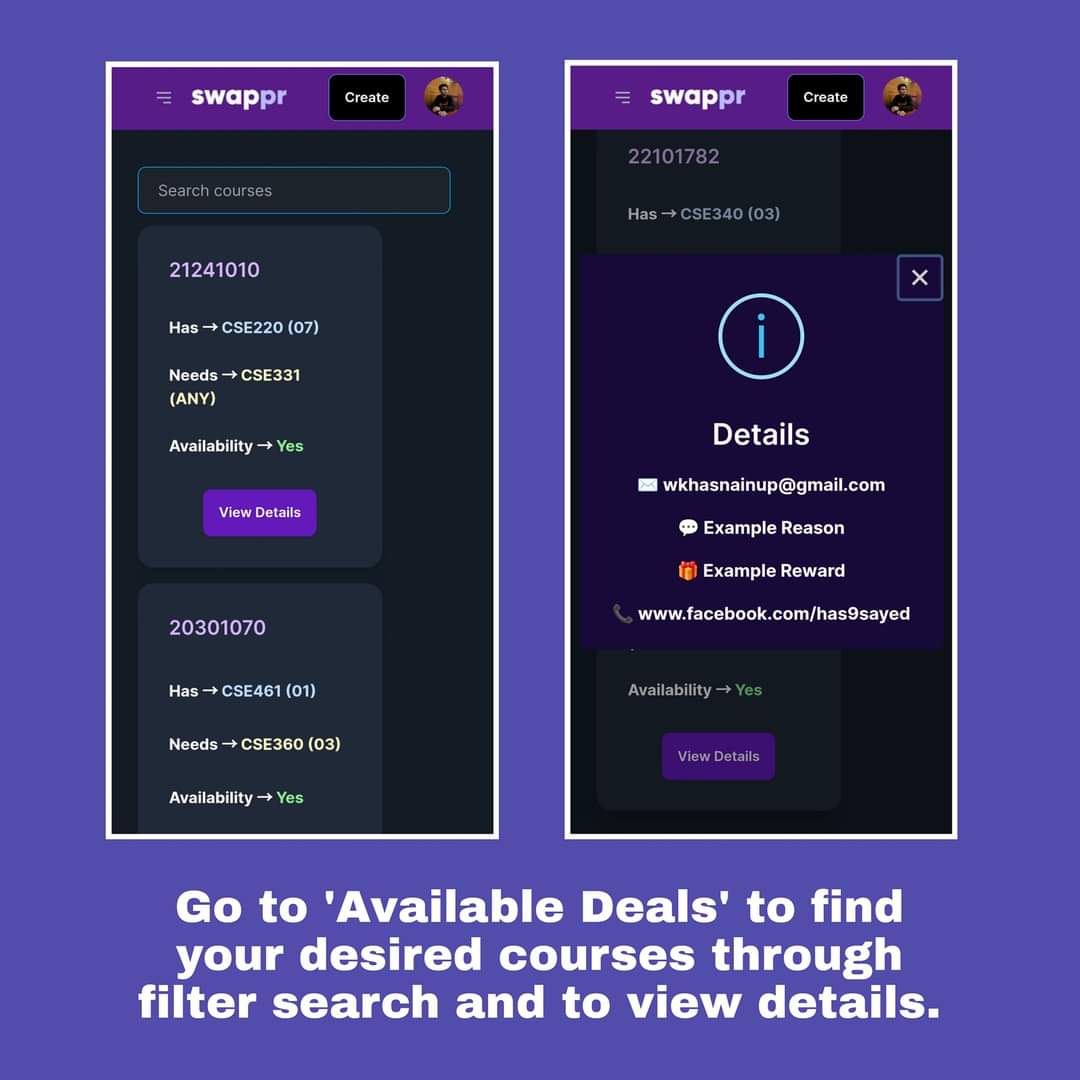 swappr
Create
Search courses
21241010
Has → CSE220 (07)
Needs → CSE331
(ANY)
Availability → Yes
View Details
20301070
Has → CSE461 (01)
Needs → CSE360 (03)
Availability → Yes
swappr
Create
22101782
Has → CSE340 (03)
Details
✉️ wkhasnainup@gmail.com
💬 Example Reason
🎁 Example Reward
📞 www.facebook.com/has9sayed
Availability → Yes
View Details
Go to 'Available Deals' to find
your desired courses through
filter search and to view details.